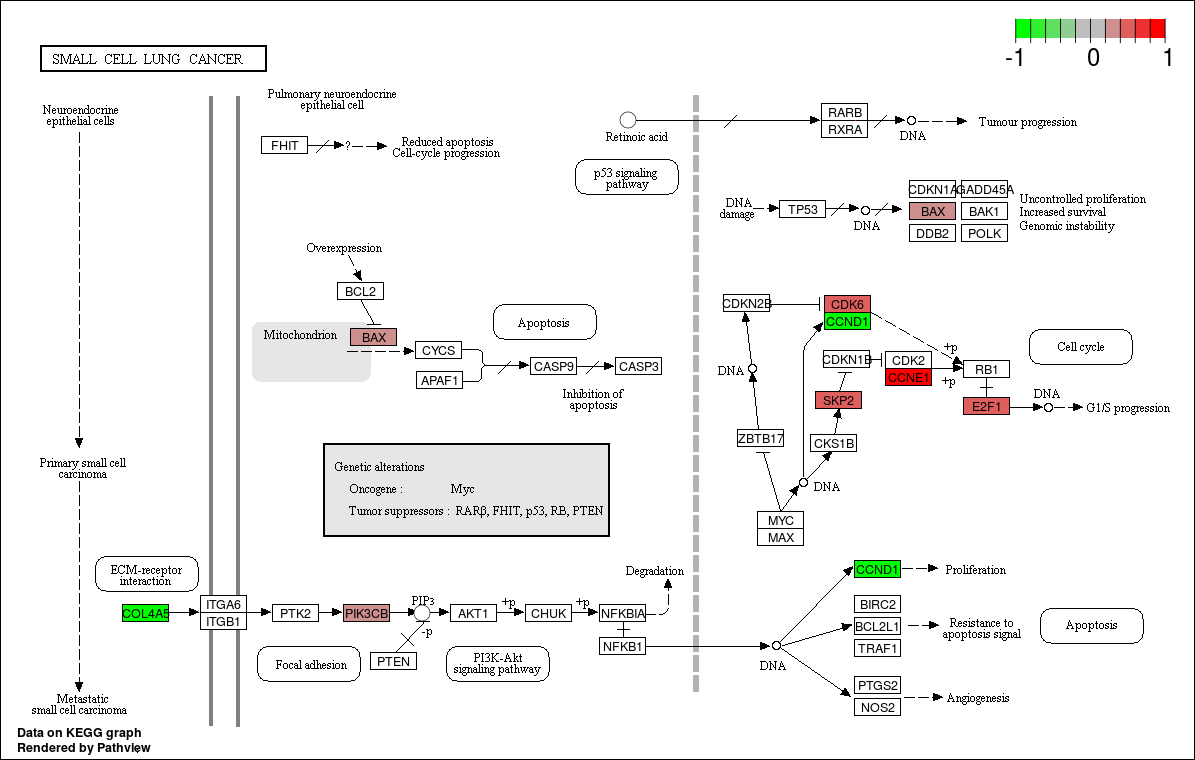 -1 0 1
SMALL CELL LUNG CANCER
Neuroendocrine
epithelial cells
Pulmonary neuroendocrine
epithelial cell
FHIT
?
Reduced apoptosis
Cell-cycle progression
Retinoic acid
RARB
RXRA
DNA
Tumour progression
p53 signaling
pathway
DNA
damage
TP53
DNA
CDKN1A
GADD45A
BAX
BAK1
DDB2
POLK
Uncontrolled proliferation
Increased survival
Genomic instability
Overexpression
BCL2
Mitochondrion
BAX
Apoptosis
CYCS
APAF1
CASP9
CASP3
Inhibition of
apoptosis
CDKN2B
CDK6
CCND1
CDKN1B
CDK2
CCNE1
+p
+p
RB1
E2F1
DNA
G1/S progression
Cell cycle
DNA
SKP2
ZBTB17
CKS1B
DNA
MYC
MAX
Primary small cell
carcinoma
Genetic alterations
Oncogene : Myc
Tumor suppressors : RARβ, FHIT, p53, RB, PTEN
ECM-receptor
interaction
COL4A5
ITGA6
ITGB1
PTK2
PIK3CB
PIP3
-p
PTEN
AKT1
+p
CHUK
+p
NFKBIA
NFKB1
Degradation
Focal adhesion
PI3K-Akt
signaling pathway
DNA
CCND1
Proliferation
BIRC2
BCL2L1
TRAF1
Resistance to
apoptosis signal
Apoptosis
PTGS2
NOS2
Angiogenesis
Metastatic
small cell carcinoma
Data on KEGG graph
Rendered by Pathview